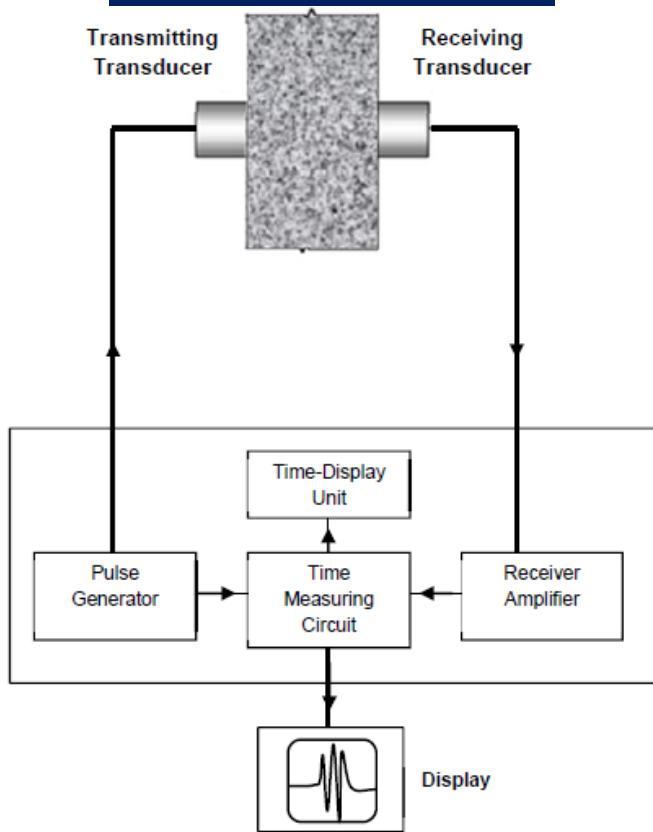 Transmitting
Transducer
Receiving
Transducer
Time-Display
Unit
Pulse
Generator
Time
Measuring
Circuit
Receiver
Amplifier
Display